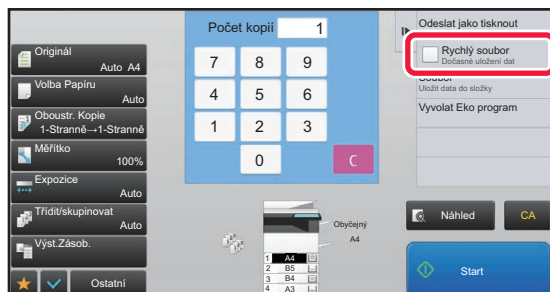 Počet kopií 1
Originál
Auto A4
Volba Papíru
Auto
Oboustr. Kopie
1-Stranně→1-Stranně
Měřítko
100%
Expozice
Auto
Třídit/skupinovat
Auto
Výst.Zásob.
Ostatní
7 8 9
4 5 6
1 2 3
0 C
Obyčejný
A4
1 A4
2 B5
3 B4
4 A3
Odeslat jako tisknout
Rychlý soubor
Dočasné uložení dat
Soubor
Uložit data do složky
Vyvolat Eko program
Náhled CA
Start